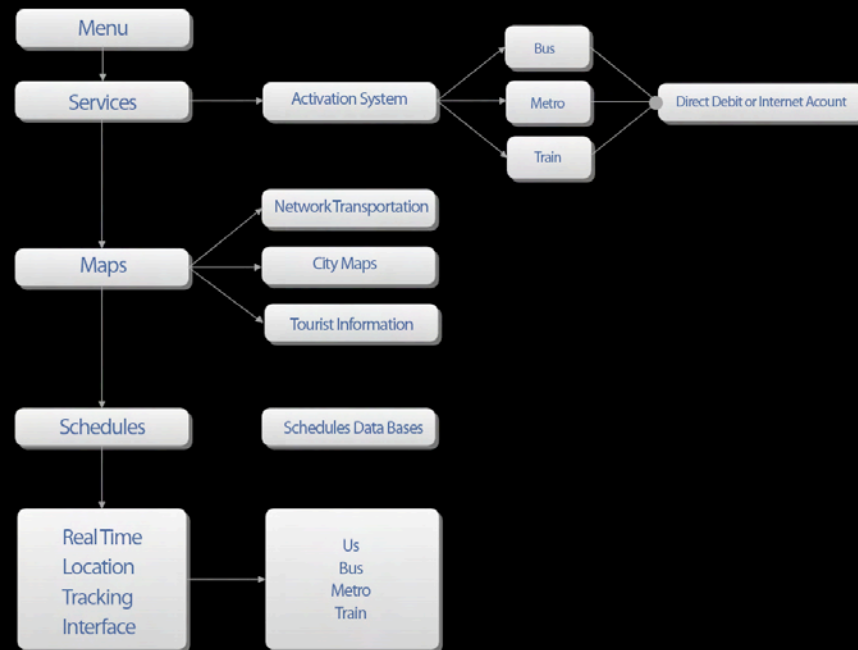 Menu
Services
Activation System
Bus
Metro
Train
Direct Debit or Internet Acount
Maps
Network Transportation
City Maps
Tourist Information
Schedules
Schedules Data Bases
Real Time
Location
Tracking
Interface
Us
Bus
Metro
Train